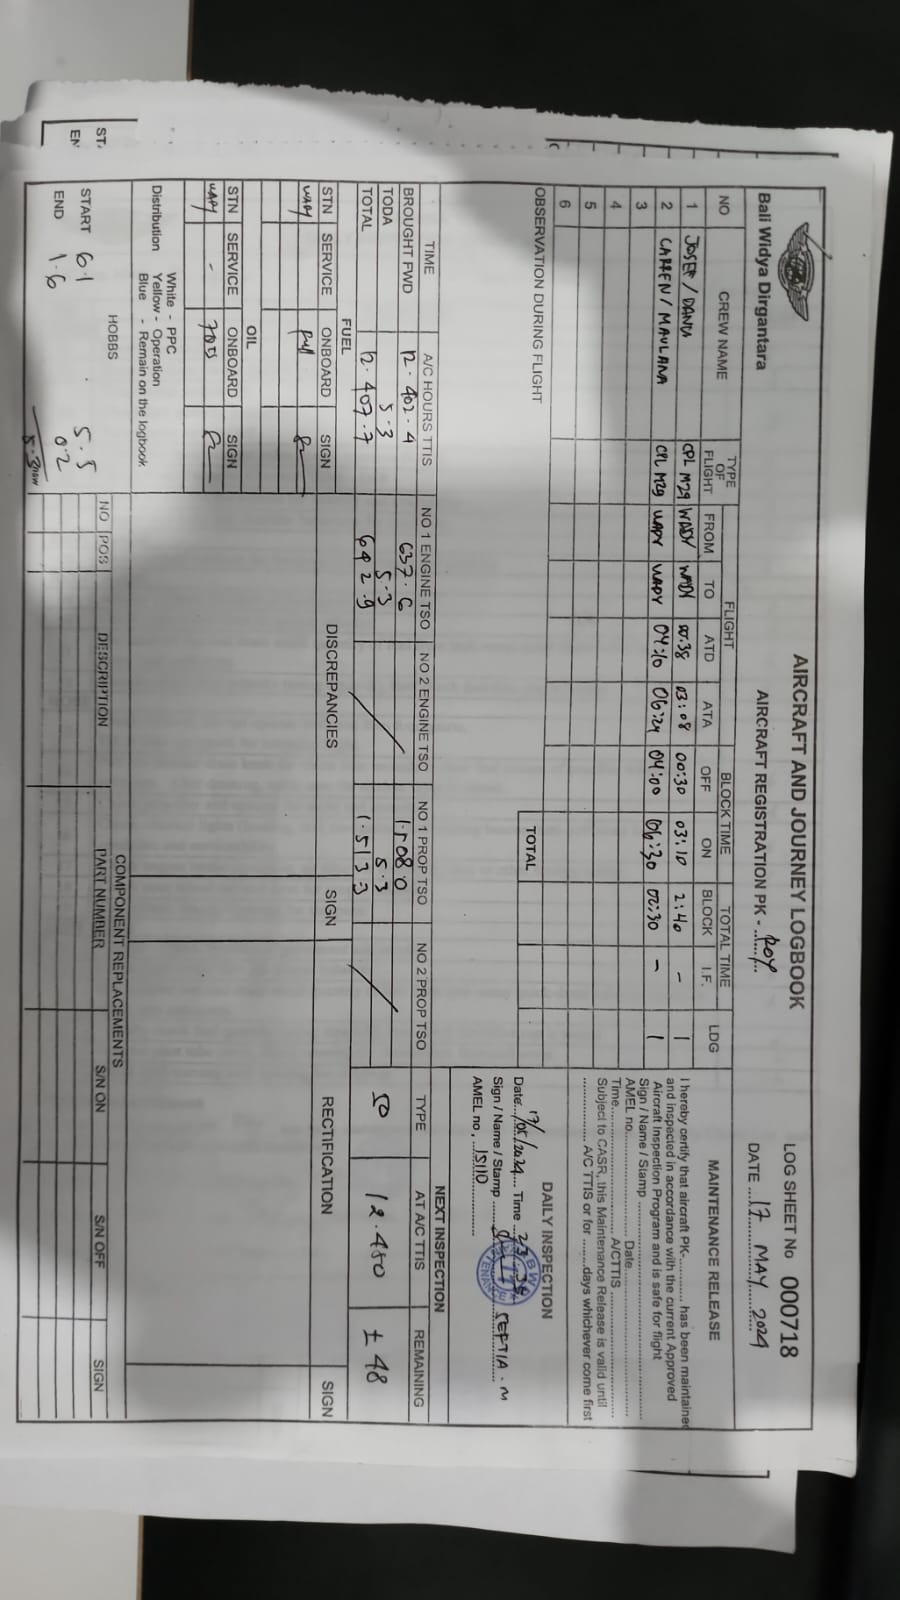 AIRCRAFT AND JOURNEY LOGBOOK
LOG SHEET No 000718
Bali Widya Dirgantara
AIRCRAFT REGISTRATION PK - ROY
DATE 17 MAY 2024
NO CREW NAME TYPE OF FLIGHT FLIGHT BLOCK TIME TOTAL TIME LDG
FROM TO ATD ATA OFF ON BLOCK I.F.
1 JOSEF / DANU CPL M29 WADY WADY 00:38 03:08 00:30 03:10 2:40 - 1
2 CARREN / MAULANA CPL M29 WADY WADY 04:10 06:24 04:00 06:30 02:30 - 1
3
4
5
6
TOTAL
OBSERVATION DURING FLIGHT
MAINTENANCE RELEASE
I hereby certify that aircraft PK-........... has been maintained
and inspected in accordance with the current Approved
Aircraft Inspection Program and is safe for flight
Sign / Name / Stamp
AMEL no. Date
Time A/CTTIS
Subject to CASR, this Maintenance Release is valid until
A/C TTIS or for ........days whichever come first
DAILY INSPECTION
Date 17/05/2024 Time 23:
Sign / Name / Stamp SEPTIA . M
AMEL no, 15110
TIME A/C HOURS TTIS NO 1 ENGINE TSO NO 2 ENGINE TSO NO 1 PROP TSO NO 2 PROP TSO
BROUGHT FWD 12.402.4 637.6 1.508.0
TODA 5.3 5.3 5.3
TOTAL 12.407.7 642.9 1.513.3
NEXT INSPECTION
TYPE AT A/C TTIS REMAINING
50 12.450 ± 48
FUEL
STN SERVICE ONBOARD SIGN
WADY Full
OIL
STN SERVICE ONBOARD SIGN
WADY - 7QTS
DISCREPANCIES SIGN RECTIFICATION SIGN
Distribution White - PPC
Yellow - Operation
Blue - Remain on the logbook
HOBBS
START 6.1 5.5
END 1.6 0.2
5.3
COMPONENT REPLACEMENTS
NO POS DESCRIPTION PART NUMBER S/N ON S/N OFF SIGN